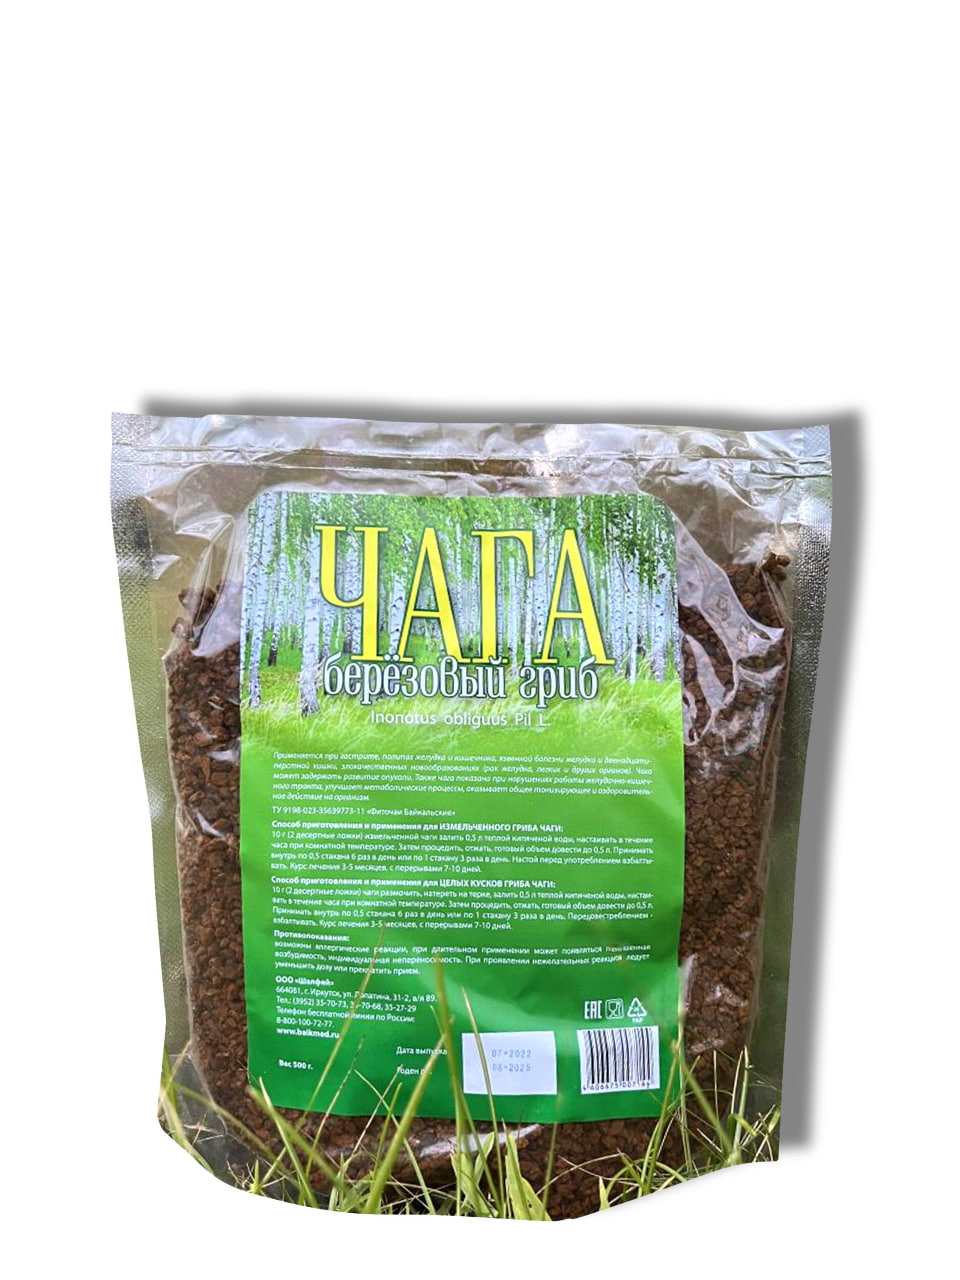 ЧАГА
берёзовый гриб
Inonotus obliguus Pil L.
Применяется при гастрите, полипах желудка и кишечника, язвенной болезни желудка и двенадцати-
перстной кишки, злокачественных новообразованиях (рак желудка, легких и других органов). Чага
может задержать развитие опухоли. Также чага показана при нарушениях работы желудочно-кишеч-
ного тракта, улучшает метаболические процессы, оказывает общее тонизирующее и оздоровитель-
ное действие на организм.
ТУ 9198-023-35639773-11 «Фиточаи Байкальские»
Способ приготовления и применения для ИЗМЕЛЬЧЕННОГО ГРИБА ЧАГИ:
10 г (2 десертные ложки) измельченной чаги залить 0,5 л теплой кипяченой воды, настаивать в течение
часа при комнатной температуре. Затем процедить, отжать, готовый объем довести до 0,5 л. Принимать
внутрь по 0,5 стакана 6 раз в день или по 1 стакану 3 раза в день. Настой перед употреблением взбалты-
вать. Курс лечения 3-5 месяцев, с перерывами 7-10 дней.
Способ приготовления и применения для ЦЕЛЫХ КУСКОВ ГРИБА ЧАГИ:
10 г (2 десертные ложки) чаги размочить, натереть на терке, залить 0,5 л теплой кипяченой воды, настаи-
вать в течение часа при комнатной температуре. Затем процедить, отжать, готовый объем довести до 0,5 л.
Принимать внутрь по 0,5 стакана 6 раз в день или по 1 стакану 3 раза в день. Перед
взбалтывать. Курс лечения 3-5 месяцев, с перерывами 7-10 дней.
Противопоказания:
возможны аллергические реакции, при длительном применении может появляться повышенная
возбудимость, индивидуальная непереносимость. При проявлении нежелательных реакций следует
уменьшить дозу или прекратить прием.
ООО «Шалфей»
664081, г. Иркутск, ул. Лопатина, 31-2, а/я 89.
Тел.: (3952) 35-70-73, 35-70-68, 35-27-29
Телефон бесплатной линии по России:
8-800-100-72-77.
www.baikmed.ru
Вес 500 г.
Дата выпуска 07•2022
Годен до: 08•2025
EAC
PAP